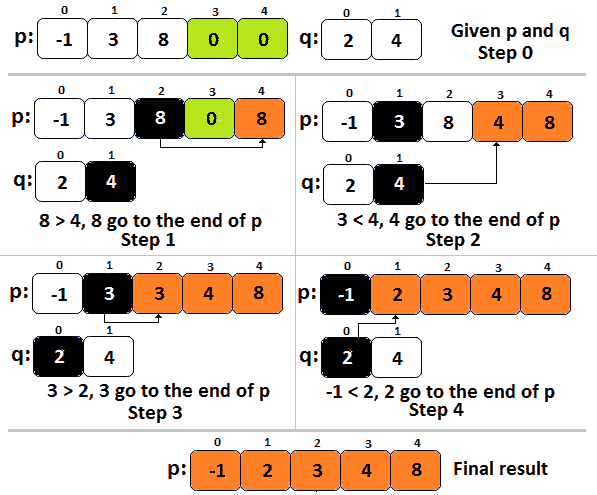 0 1 2 3 4
p: -1 3 8 0 0
0 1
q: 2 4
Given p and q
Step 0
0 1 2 3 4
p: -1 3 8 0 8
0 1
q: 2 4
8 > 4, 8 go to the end of p
Step 1
0 1 2 3 4
p: -1 3 8 4 8
0 1
q: 2 4
3 < 4, 4 go to the end of p
Step 2
0 1 2 3 4
p: -1 3 3 4 8
0 1
q: 2 4
3 > 2, 3 go to the end of p
Step 3
0 1 2 3 4
p: -1 2 3 4 8
0 1
q: 2 4
-1 < 2, 2 go to the end of p
Step 4
0 1 2 3 4
p: -1 2 3 4 8
Final result